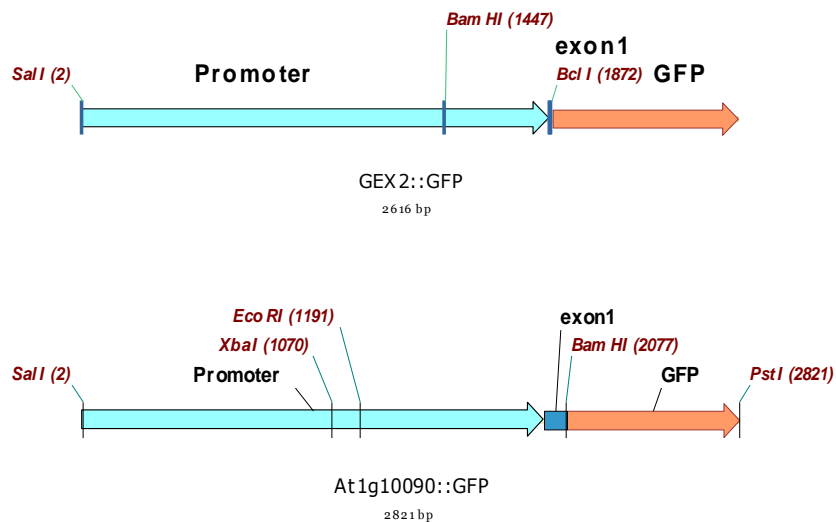 Bam HI (1447)
exon1
Sal I (2)
Promoter
Bcl I (1872)
GFP
GEX2::GFP
2616 bp
Eco RI (1191)
exon1
XbaI (1070)
Bam HI (2077)
Sal I (2)
Promoter
GFP
Pst I (2821)
At1g10090::GFP
2821 bp